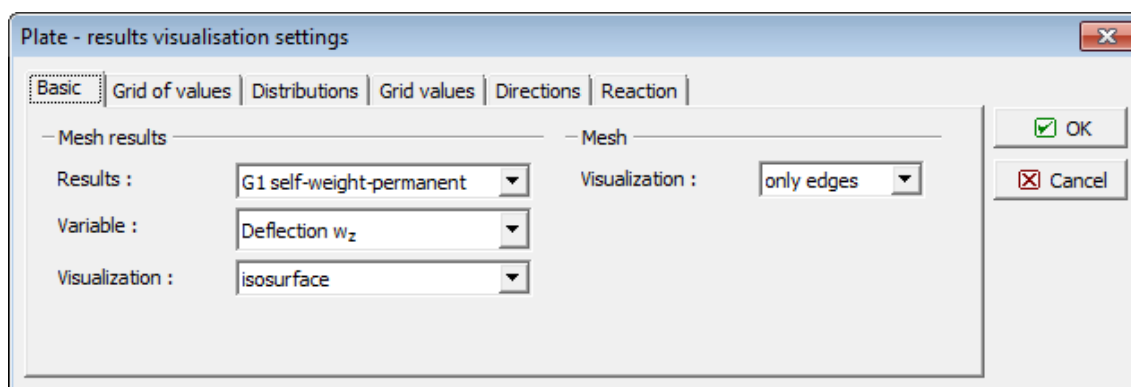 Plate - results visualisation settings
Basic Grid of values Distributions Grid values Directions Reaction
Mesh results
Results : G1 self-weight-permanent
Variable : Deflection wz
Visualization : isosurface
Mesh
Visualization : only edges
OK
Cancel